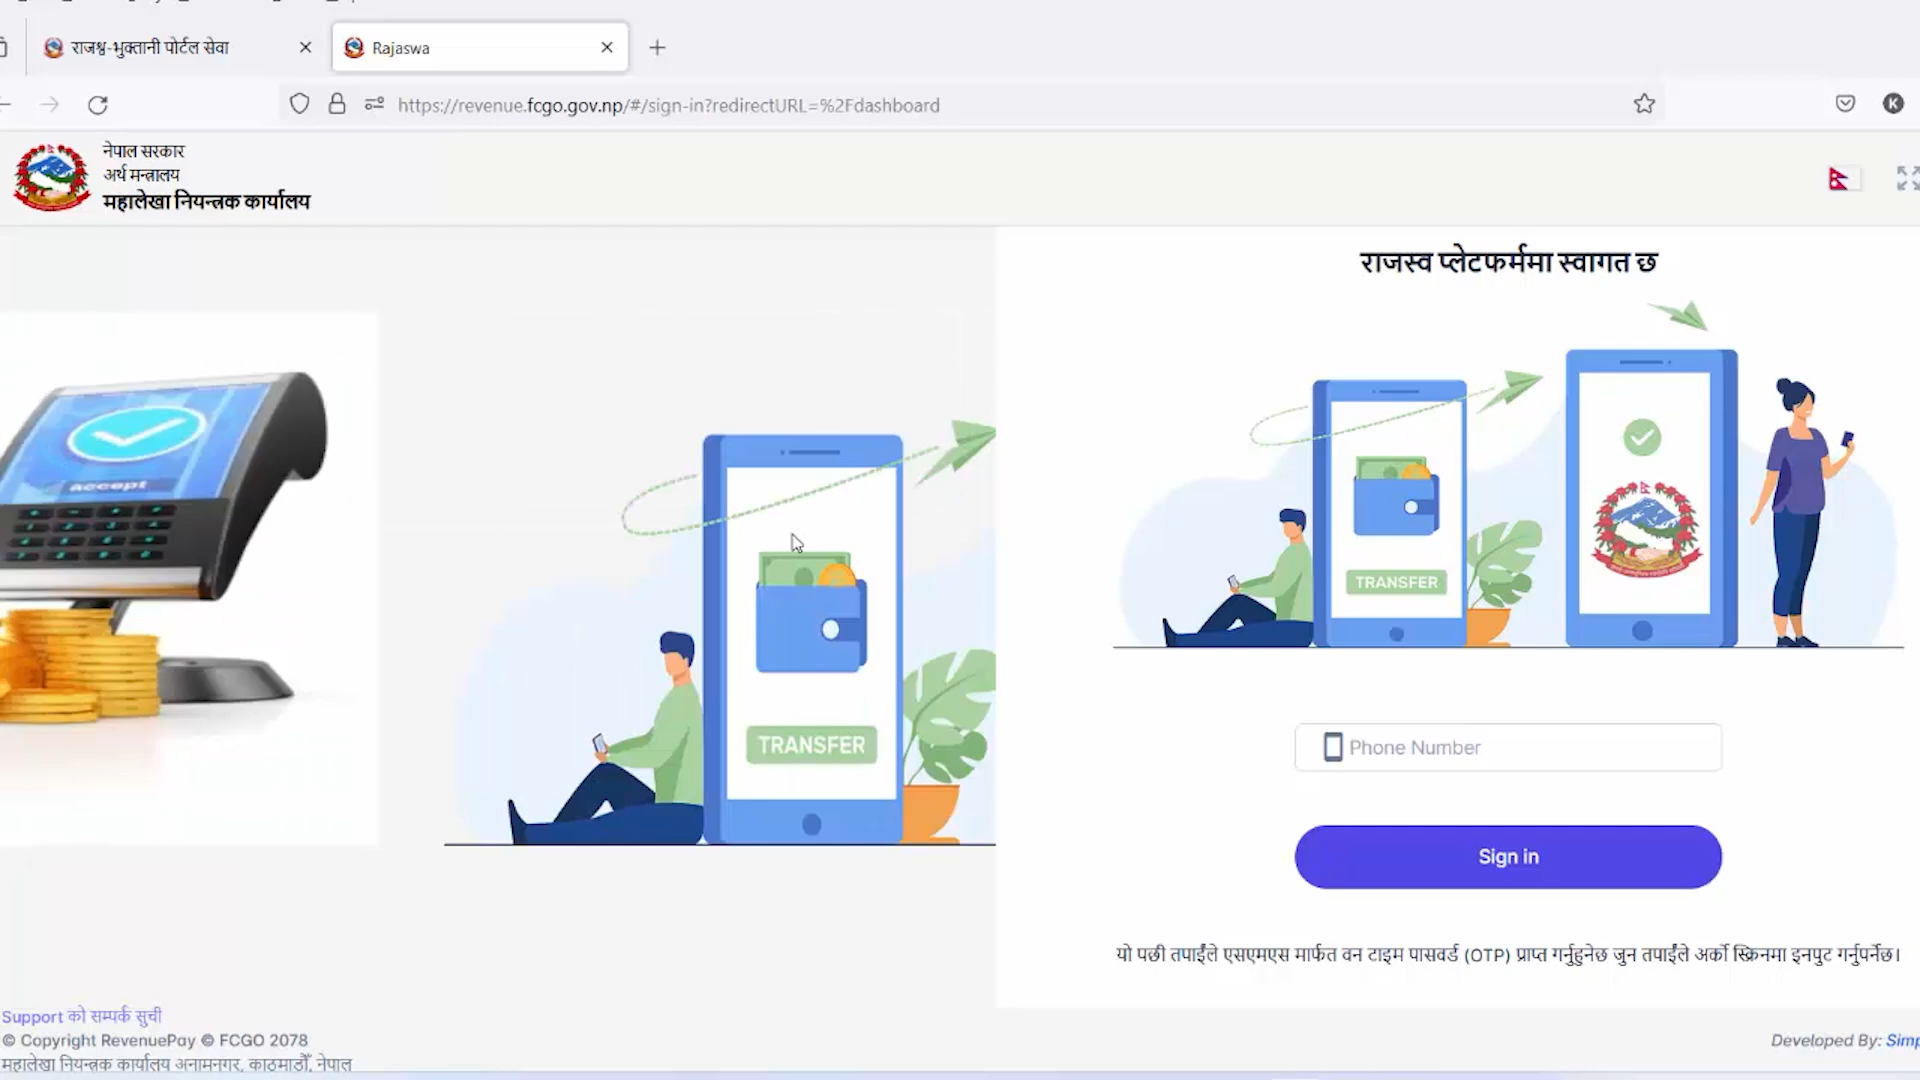 राजश्व-भुक्तानी पोर्टल सेवा
Rajaswa
https://revenue.fcgo.gov.np/#/sign-in?redirectURL=%2Fdashboard
K
नेपाल सरकार
अर्थ मन्त्रालय
महालेखा नियन्त्रक कार्यालय
राजस्व प्लेटफर्ममा स्वागत छ
accept
TRANSFER
TRANSFER
Phone Number
Sign in
यो पछी तपाईंले एसएमएस मार्फत वन टाइम पासवर्ड (OTP) प्राप्त गर्नुहुनेछ जुन तपाईंले अर्को स्क्रिनमा इनपुट गर्नुपर्नेछ।
Support को सम्पर्क सुची
© Copyright RevenuePay © FCGO 2078
महालेखा नियन्त्रक कार्यालय अनामनगर, काठमाडौँ, नेपाल
Developed By: Simp